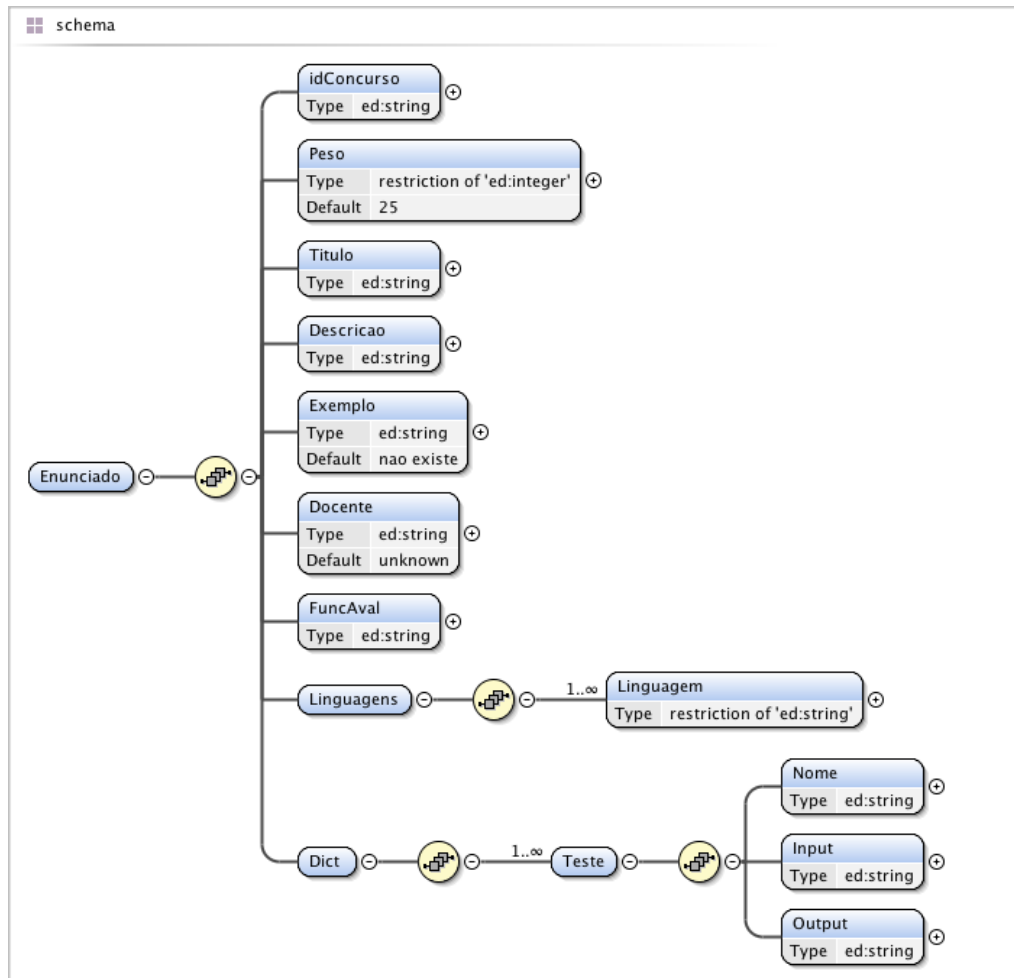 schema
idConcurso
Type ed:string
Peso
Type restriction of 'ed:integer'
Default 25
Titulo
Type ed:string
Descricao
Type ed:string
Exemplo
Type ed:string
Default nao existe
Enunciado
Docente
Type ed:string
Default unknown
FuncAval
Type ed:string
Linguagens
1..∞
Linguagem
Type restriction of 'ed:string'
Dict
1..∞
Teste
Nome
Type ed:string
Input
Type ed:string
Output
Type ed:string